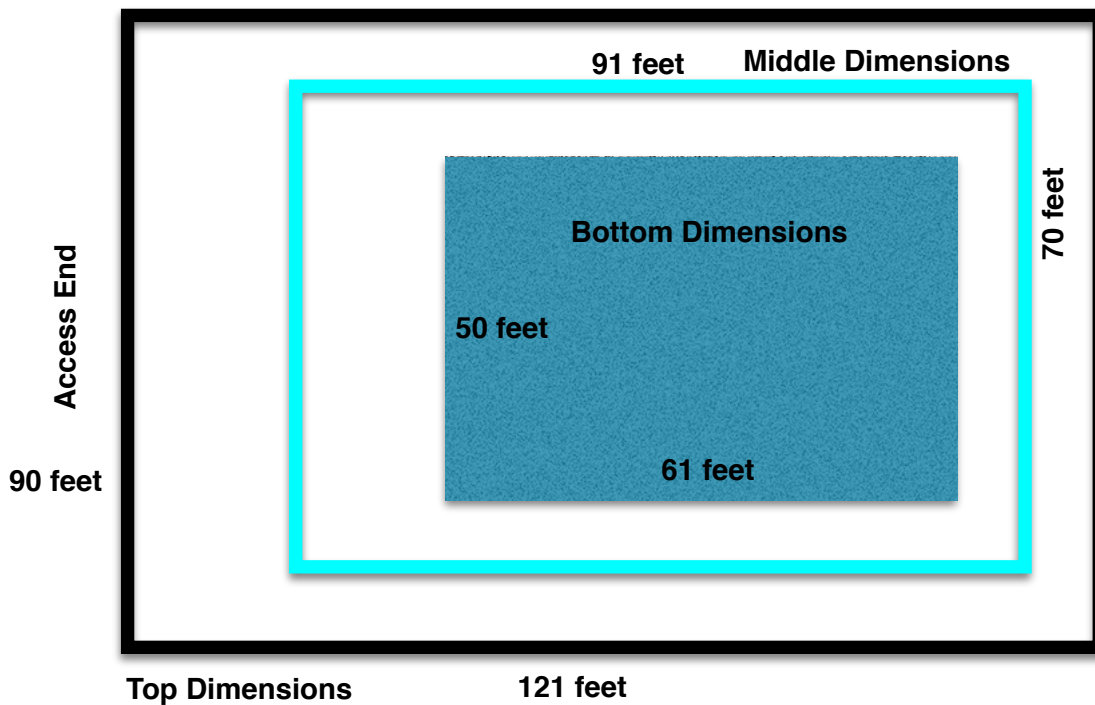 91 feet
Middle Dimensions
70 feet
Bottom Dimensions
Access End
50 feet
61 feet
90 feet
Top Dimensions
121 feet